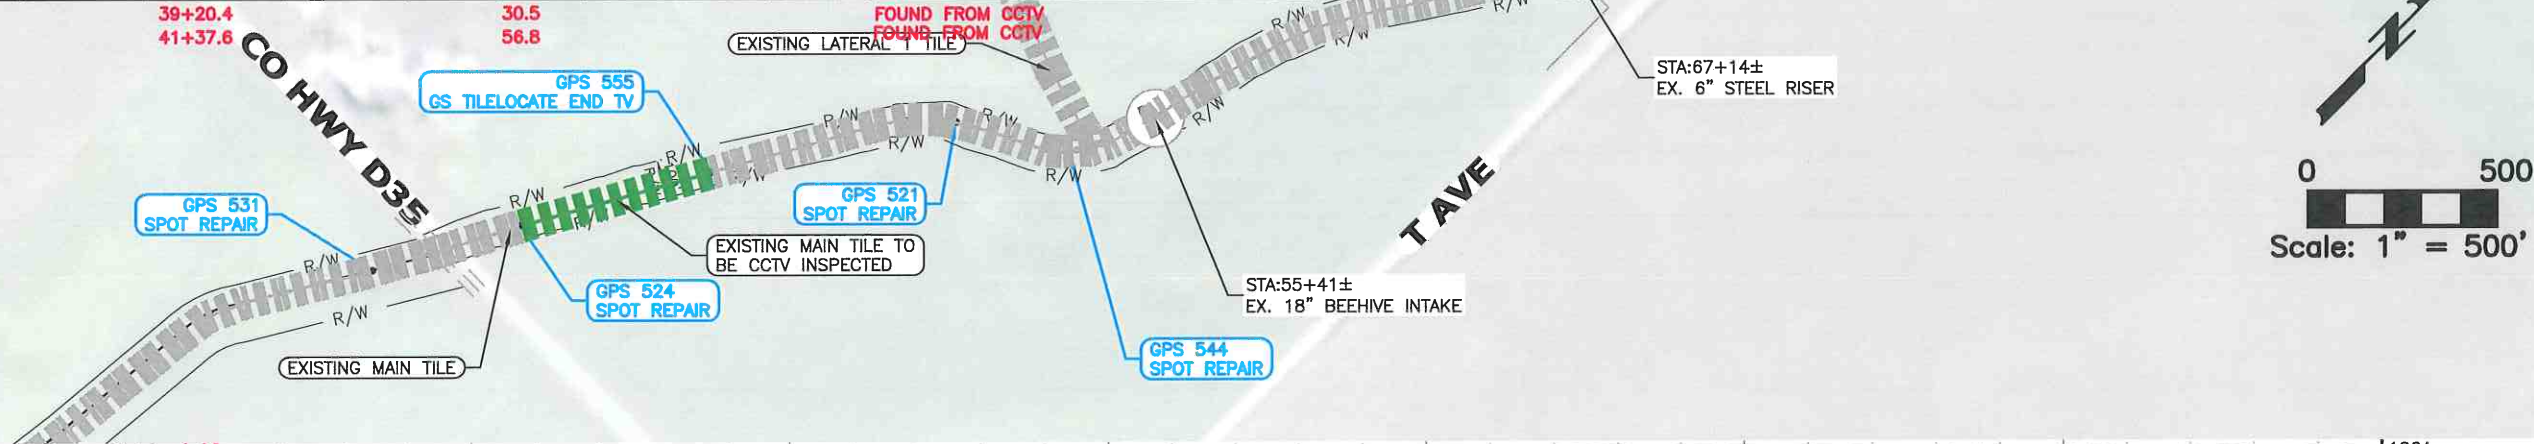 39+20.4 30.5 FOUND FROM CCTV
41+37.6 56.8 FOUND FROM CCTV
EXISTING LATERAL 1 TILE
CO HWY D35
GPS 555
GS TILELOCATE END TV
STA:67+14±
EX. 6" STEEL RISER
R/W
R/W
R/W
R/W
R/W
R/W
R/W
R/W
R/W
R/W
R/W
R/W
GPS 531
SPOT REPAIR
GPS 521
SPOT REPAIR
T AVE
EXISTING MAIN TILE TO
BE CCTV INSPECTED
GPS 524
SPOT REPAIR
STA:55+41±
EX. 18" BEEHIVE INTAKE
EXISTING MAIN TILE
GPS 544
SPOT REPAIR
N
0 500
Scale: 1" = 500'